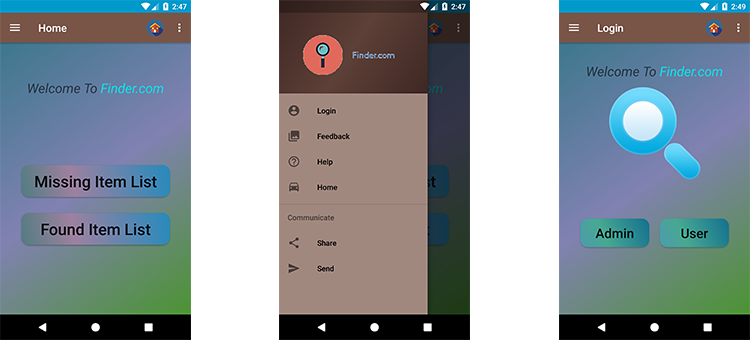 2:47
Home
Welcome To Finder.com
Missing Item List
Found Item List
2:47
Finder.com
Login
Feedback
Help
Home
Communicate
Share
Send
2:49
Login
Welcome To Finder.com
Admin
User